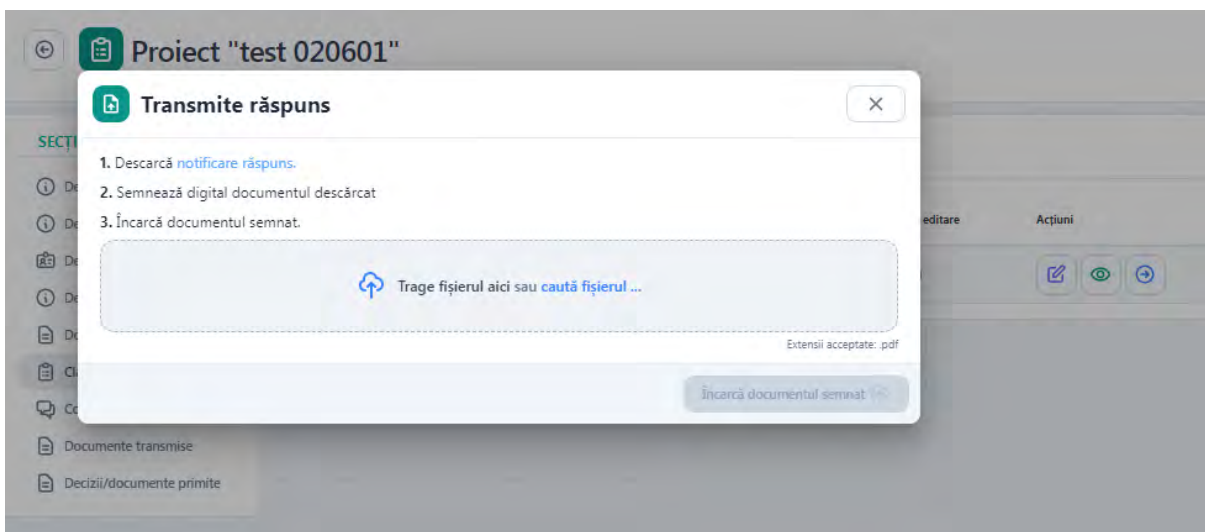 Proiect "test 020601"
Transmite răspuns
SECȚI
1. Descarcă notificare răspuns.
2. Semnează digital documentul descărcat
3. Încarcă documentul semnat.
editare
Acțiuni
Trage fișierul aici sau caută fișierul ...
Extensii acceptate: .pdf
Încarcă documentul semnat
Documente transmise
Decizii/documente primite